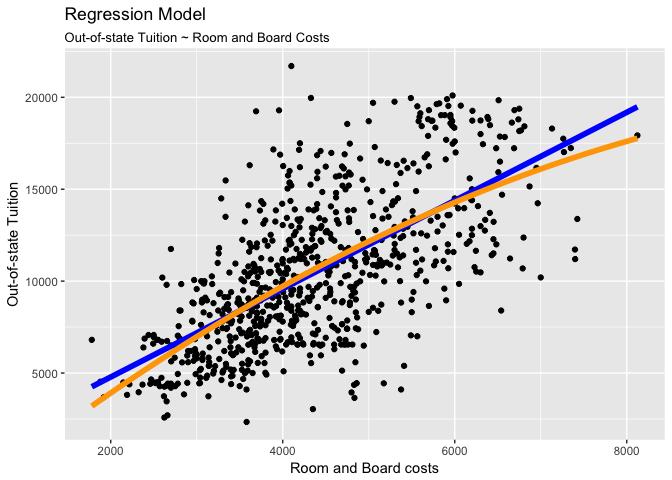 Regression Model
Out-of-state Tuition ~ Room and Board Costs
20000
15000
10000
5000
Out-of-state Tuition
2000 4000 6000 8000
Room and Board costs